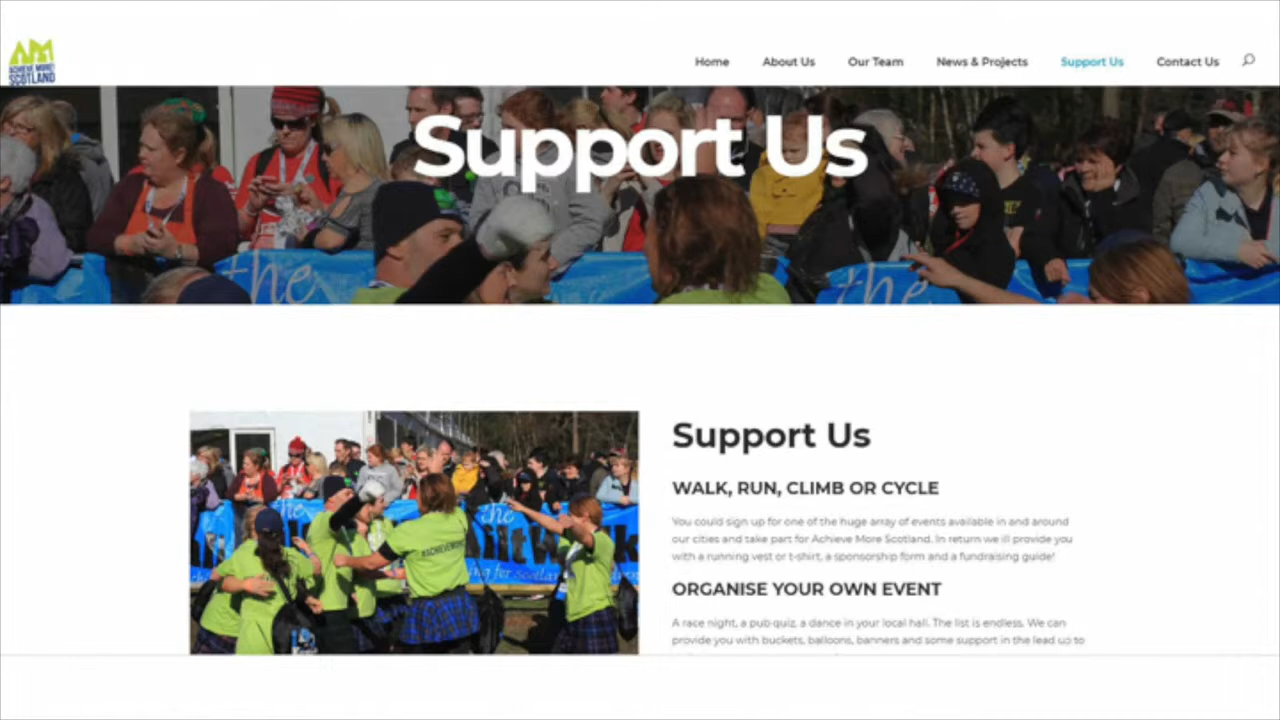 ACHIEVE MORE
SCOTLAND
Home
About Us
Our Team
News & Projects
Support Us
Contact Us
Support Us
the
the
the
the
#ACHIEVEMORE
Support Us
WALK, RUN, CLIMB OR CYCLE
You could sign up for one of the huge array of events available in and around
our cities and take part for Achieve More Scotland. In return we ill provide you
with a running vest or t-shirt, a sponsorship form and a fundraising guide!
ORGANISE YOUR OWN EVENT
A race night, a pub quiz, a dance in your local hall. The list is endless. We can
provide you with buckets, balloons, banners and some support in the lead up to